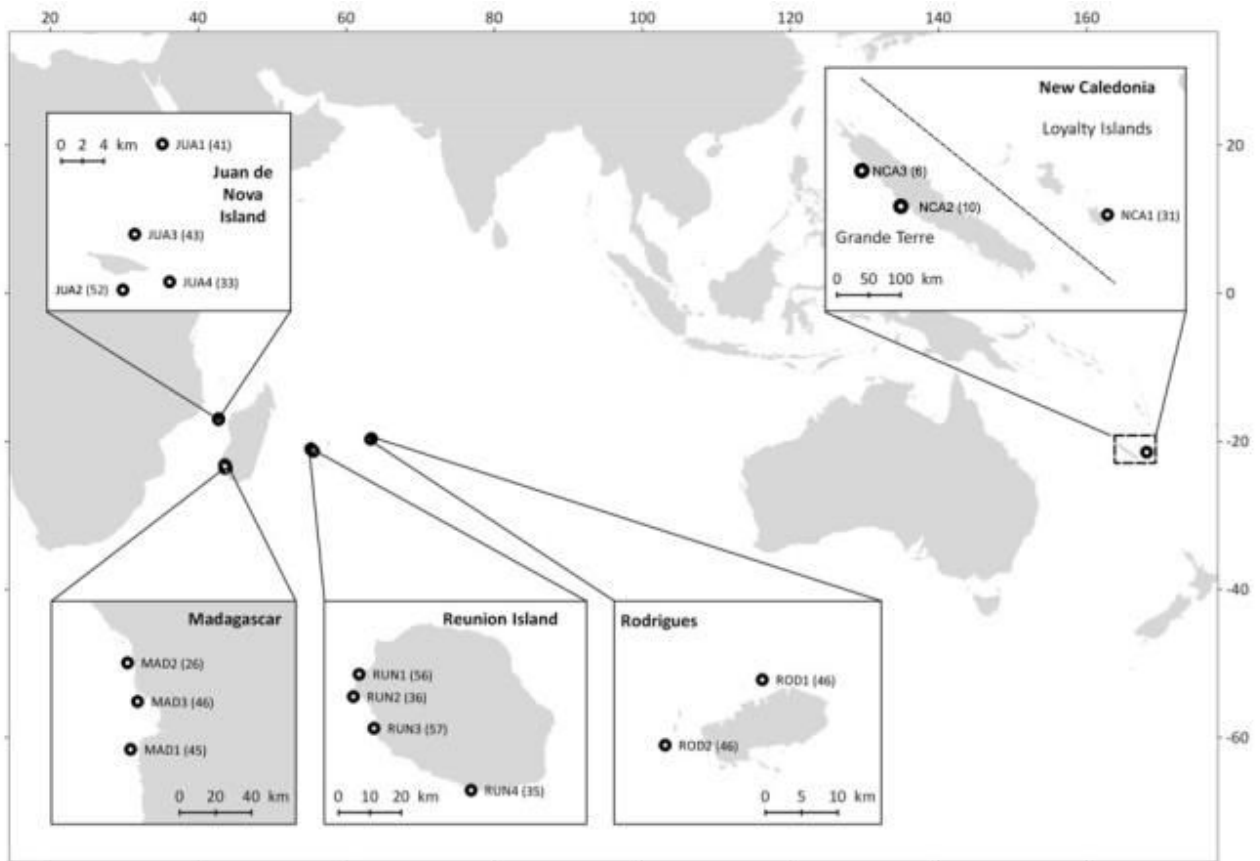 20 40 60 80 100 120 140 160
20
0
-20
-40
-60
0 2 4 km
JUA1 (41)
Juan de
Nova
Island
JUA3 (43)
JUA4 (33)
JUA2 (52)
New Caledonia
Loyalty Islands
NCA3 (6)
NCA2 (10)
NCA1 (31)
Grande Terre
0 50 100 km
Madagascar
MAD2 (26)
MAD3 (46)
MAD1 (45)
0 20 40 km
Reunion Island
RUN1 (56)
RUN2 (36)
RUN3 (57)
RUN4 (35)
0 10 20 km
Rodrigues
ROD1 (46)
ROD2 (46)
0 5 10 km